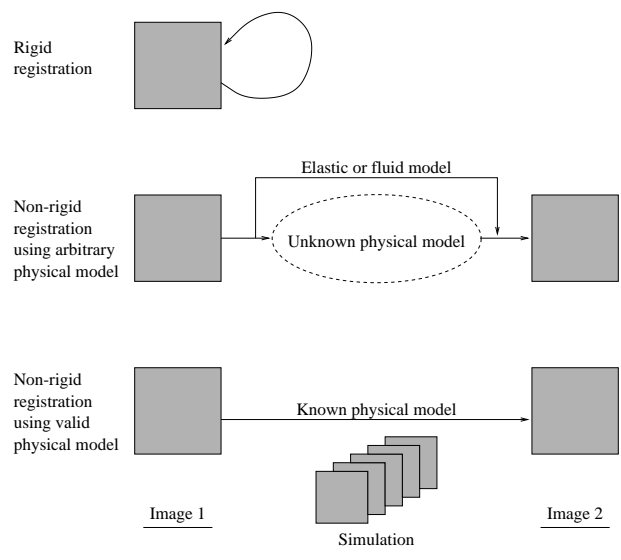 Rigid
registration
Elastic or fluid model
Non-rigid
registration
using arbitrary
physical model
Unknown physical model
Non-rigid
registration
using valid
physical model
Known physical model
Image 1
Image 2
Simulation